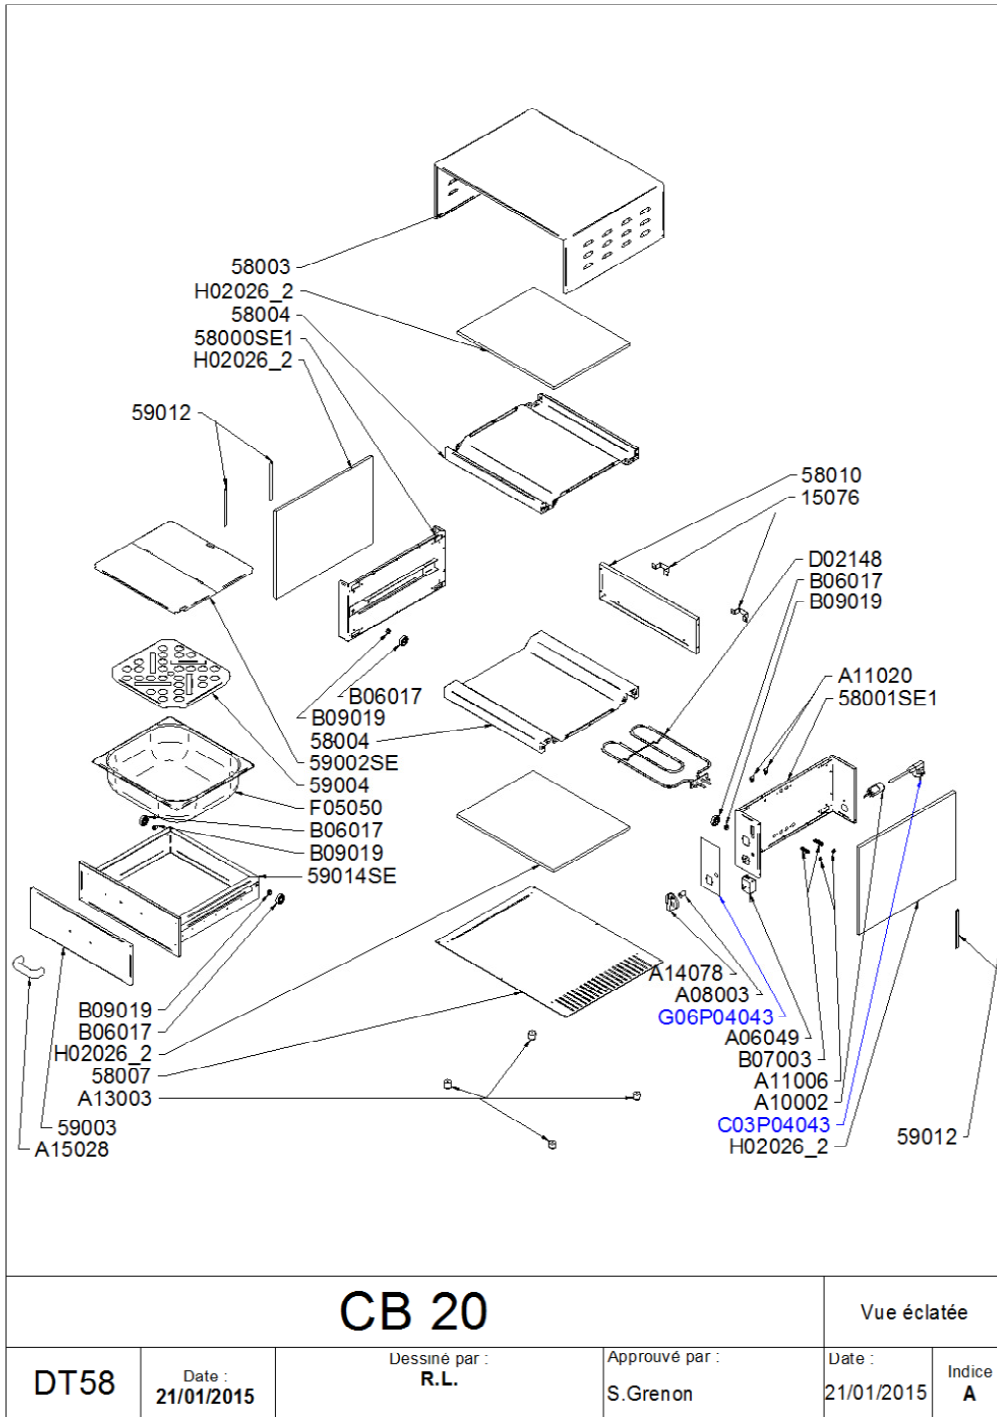 58003
H02026_2
58004
58000SE1
H02026_2
59012
58010
15076
D02148
B06017
B09019
A11020
58001SE1
B06017
B09019
58004
59002SE
59004
F05050
B06017
B09019
59014SE
B09019
B06017
H02026_2
58007
A13003
59003
A15028
A14078
A08003
G06P04043
A06049
B07003
A11006
A10002
C03P04043
H02026_2
59012
CB 20
Vue éclatée
DT58
Date :
21/01/2015
Dessiné par :
R.L.
Approuvé par :
S.Grenon
Date :
21/01/2015
Indice
A